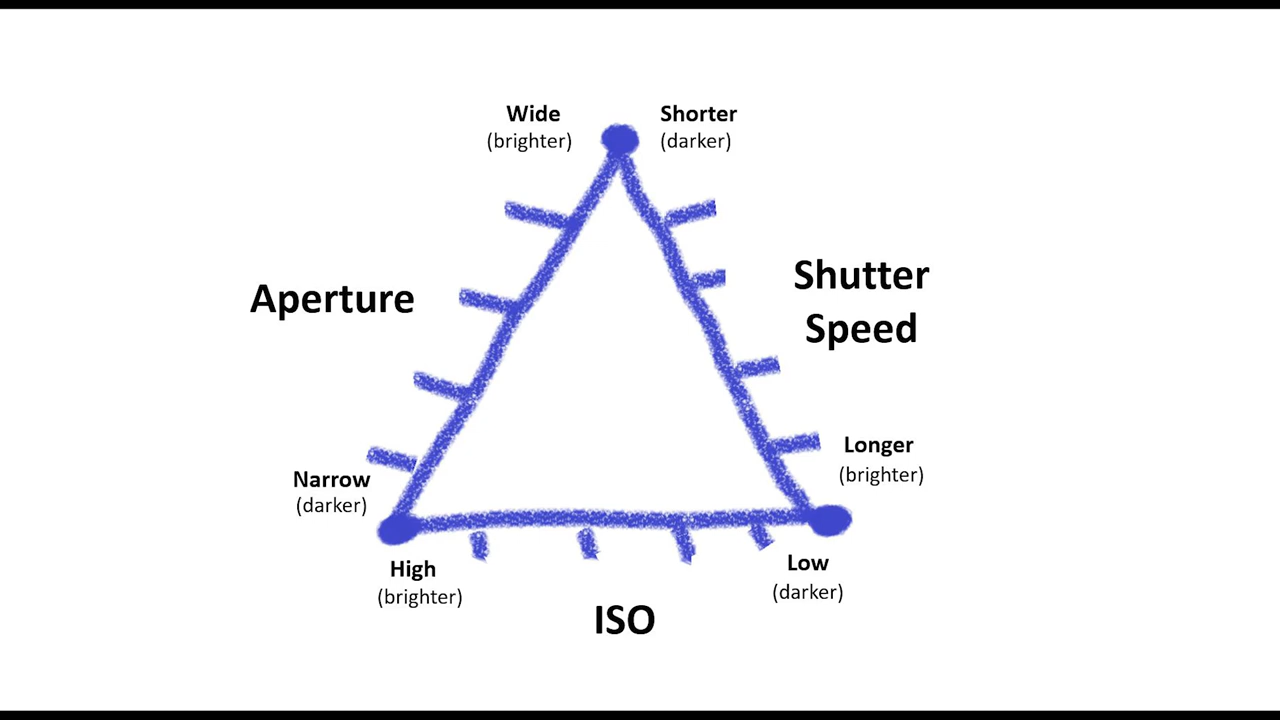 Wide
(brighter)
Shorter
(darker)
Aperture
Shutter
Speed
Narrow
(darker)
Longer
(brighter)
High
(brighter)
Low
(darker)
ISO